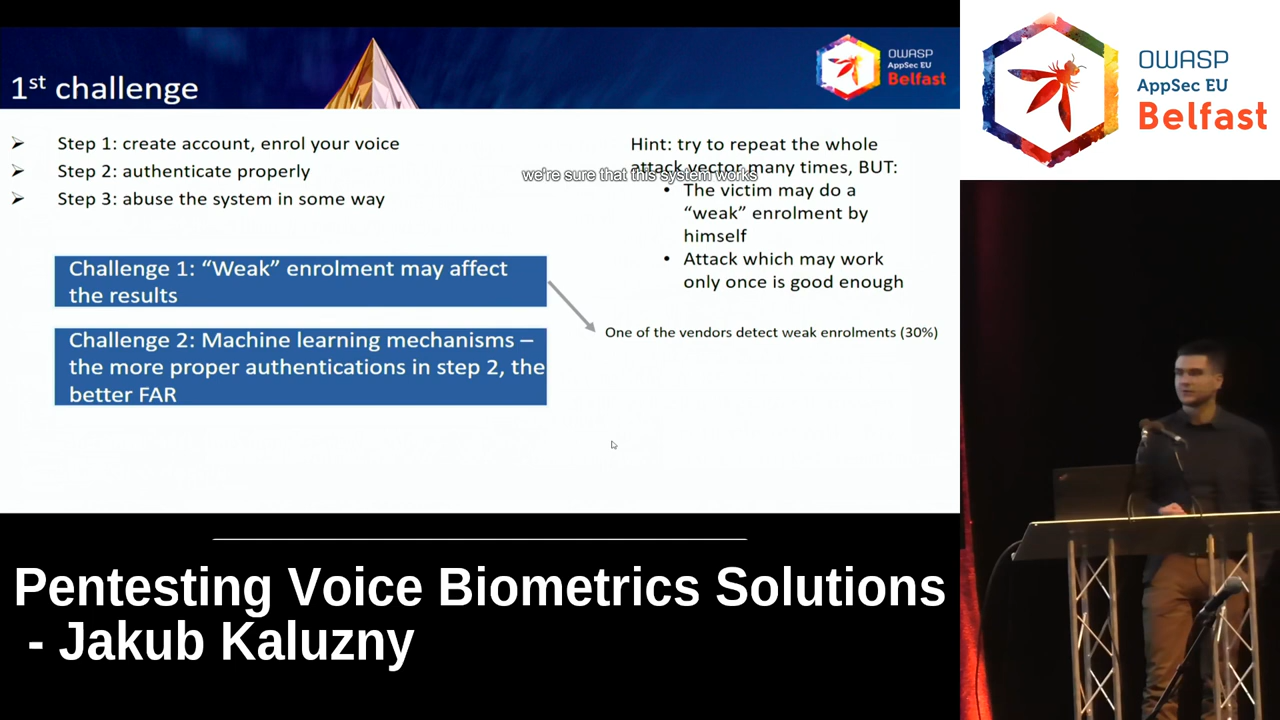 1st challenge
OWASP
AppSec EU
Belfast
Step 1: create account, enrol your voice
Step 2: authenticate properly
Step 3: abuse the system in some way
Challenge 1: “Weak” enrolment may affect
the results
Challenge 2: Machine learning mechanisms –
the more proper authentications in step 2, the
better FAR
Hint: try to repeat the whole
attack vector many times, BUT:
we're sure that this system works
• The victim may do a
“weak” enrolment by
himself
• Attack which may work
only once is good enough
One of the vendors detect weak enrolments (30%)
OWASP
AppSec EU
Belfast
Pentesting Voice Biometrics Solutions
- Jakub Kaluzny